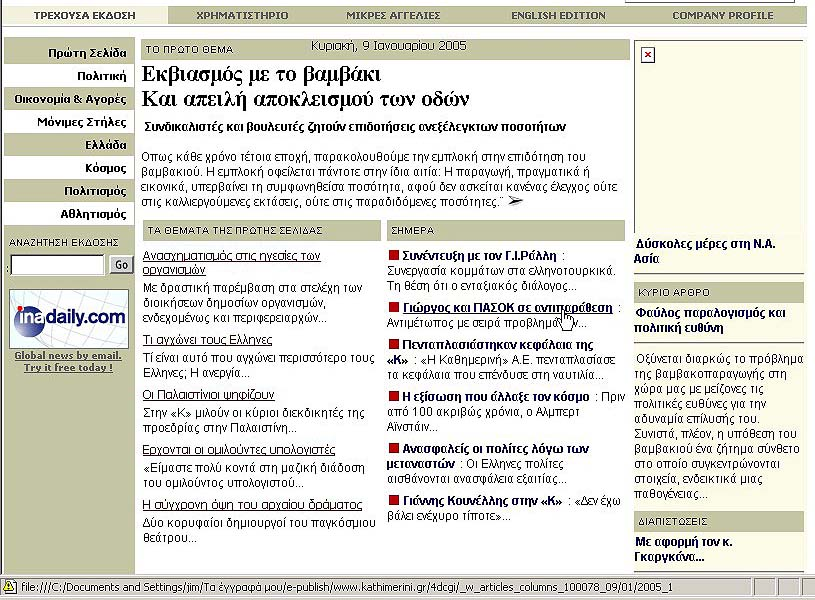 ΤΡΕΧΟΥΣΑ ΕΚΔΟΣΗ ΧΡΗΜΑΤΙΣΤΗΡΙΟ ΜΙΚΡΕΣ ΑΓΓΕΛΙΕΣ ENGLISH EDITION COMPANY PROFILE
Πρώτη Σελίδα
Πολιτική
Οικονομία & Αγορές
Μόνιμες Στήλες
Ελλάδα
Κόσμος
Πολιτισμός
Αθλητισμός
ΑΝΑΖΗΤΗΣΗ ΕΚΔΟΣΗΣ
: Go
inadaily.com
Global news by email.
Try it free today !
ΤΟ ΠΡΩΤΟ ΘΕΜΑ Κυριακή, 9 Ιανουαρίου 2005
Εκβιασμός με το βαμβάκι
Και απειλή αποκλεισμού των οδών
Συνδικαλιστές και βουλευτές ζητούν επιδοτήσεις ανεξέλεγκτων ποσοτήτων
Οπως κάθε χρόνο τέτοια εποχή, παρακολουθούμε την εμπλοκή στην επιδότηση του
βαμβακιού. Η εμπλοκή οφείλεται πάντοτε στην ίδια αιτία: Η παραγωγή, πραγματική ή
εικονική, υπερβαίνει τη συμφωνηθείσα ποσότητα, αφού δεν ασκείται κανένας έλεγχος ούτε
στις καλλιεργούμενες εκτάσεις, ούτε στις παραδιδόμενες ποσότητες.¨
ΤΑ ΘΕΜΑΤΑ ΤΗΣ ΠΡΩΤΗΣ ΣΕΛΙΔΑΣ
Ανασχηματισμός στις ηγεσίες των
οργανισμών
Με δραστική παρέμβαση στα στελέχη των
διοικήσεων δημοσίων οργανισμών,
ενδεχομένως και περιφερειαρχών...
Τι αγχώνει τους Ελληνες
Τί είναι αυτό που αγχώνει περισσότερο τους
Ελληνες; Η ανεργία...
Οι Παλαιστίνιοι ψηφίζουν
Στην «Κ» μιλούν οι κύριοι διεκδικητές της
προεδρίας στην Παλαιστίνη...
Ερχονται οι ομιλούντες υπολογιστές
«Είμαστε πολύ κοντά στη μαζική διάδοση
του ομιλούντος υπολογιστού...
Η σύγχρονη όψη του αρχαίου δράματος
Δύο κορυφαίοι δημιουργοί του παγκόσμιου
θεάτρου...
ΣΗΜΕΡΑ
Συνέντευξη με τον Γ.Ι.Ράλλη :
Συνεργασία κομμάτων στα ελληνοτουρκικά.
Τη θέση ότι ο ενταξιακός διάλογος...
Γιώργος και ΠΑΣΟΚ σε αντιπαράθεση :
Αντιμέτωπος με σειρά προβλημά
Πενταπλασιάστηκαν κεφάλαια της
«Κ» : «Η Καθημερινή» Α.Ε. πενταπλασίασε
τα κεφάλαια που επένδυσε στη ναυτιλία...
Η εξίσωση που άλλαξε τον κόσμο : Πριν
από 100 ακριβώς χρόνια, ο Αλμπερτ
Αϊνστάιν...
Ανασφαλείς οι πολίτες λόγω των
μεταναστών : Οι Ελληνες πολίτες
αισθάνονται ανασφάλεια εξαιτίας...
Γιάννης Κουνέλλης στην «Κ» : «Δεν έχω
βάλει ενέχυρο τίποτε»...
Δύσκολες μέρες στη Ν.Α.
Ασία
ΚΥΡΙΟ ΑΡΘΡΟ
Φαύλος παραλογισμός και
πολιτική ευθύνη
Οξύνεται διαρκώς το πρόβλημα
της βαμβακοπαραγωγής στη
χώρα μας με μείζονες τις
πολιτικές ευθύνες για την
αδυναμία επίλυσής του.
Συνιστά, πλέον, η υπόθεση του
βαμβακιού ένα ζήτημα σύνθετο
στο οποίο συγκεντρώνονται
στοιχεία, ενδεικτικά μιας
παθογένειας...
ΔΙΑΠΙΣΤΩΣΕΙΣ
Με αφορμή τον κ.
Γκαργκάνα...
file:///C:/Documents and Settings/jim/Τα έγγραφά μου/e-publish/www.kathimerini.gr/4dcgi/_w_articles_columns_100078_09/01/2005_1